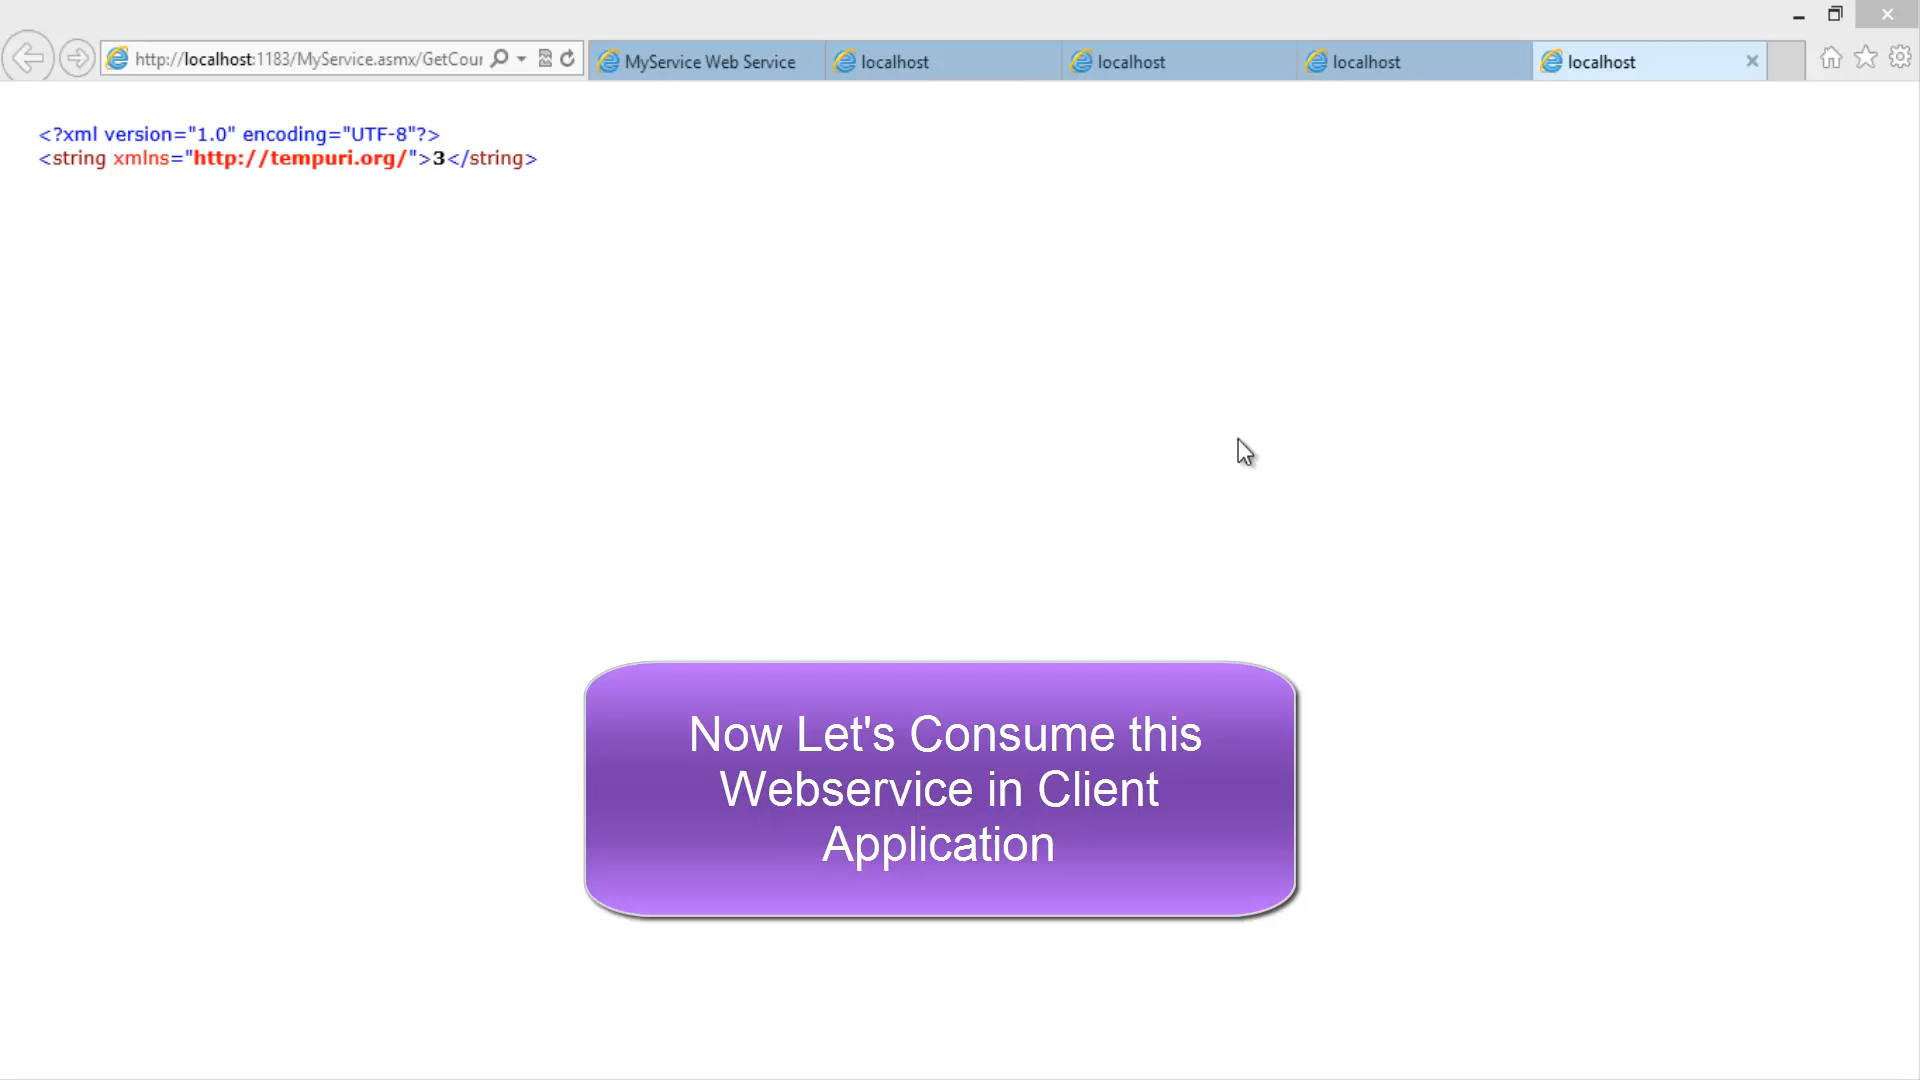 http://localhost:1183/MyService.asmx/GetCour
MyService Web Service
localhost
localhost
localhost
localhost
<?xml version="1.0" encoding="UTF-8"?>
<string xmlns="http://tempuri.org/">3</string>
Now Let's Consume this
Webservice in Client
Application